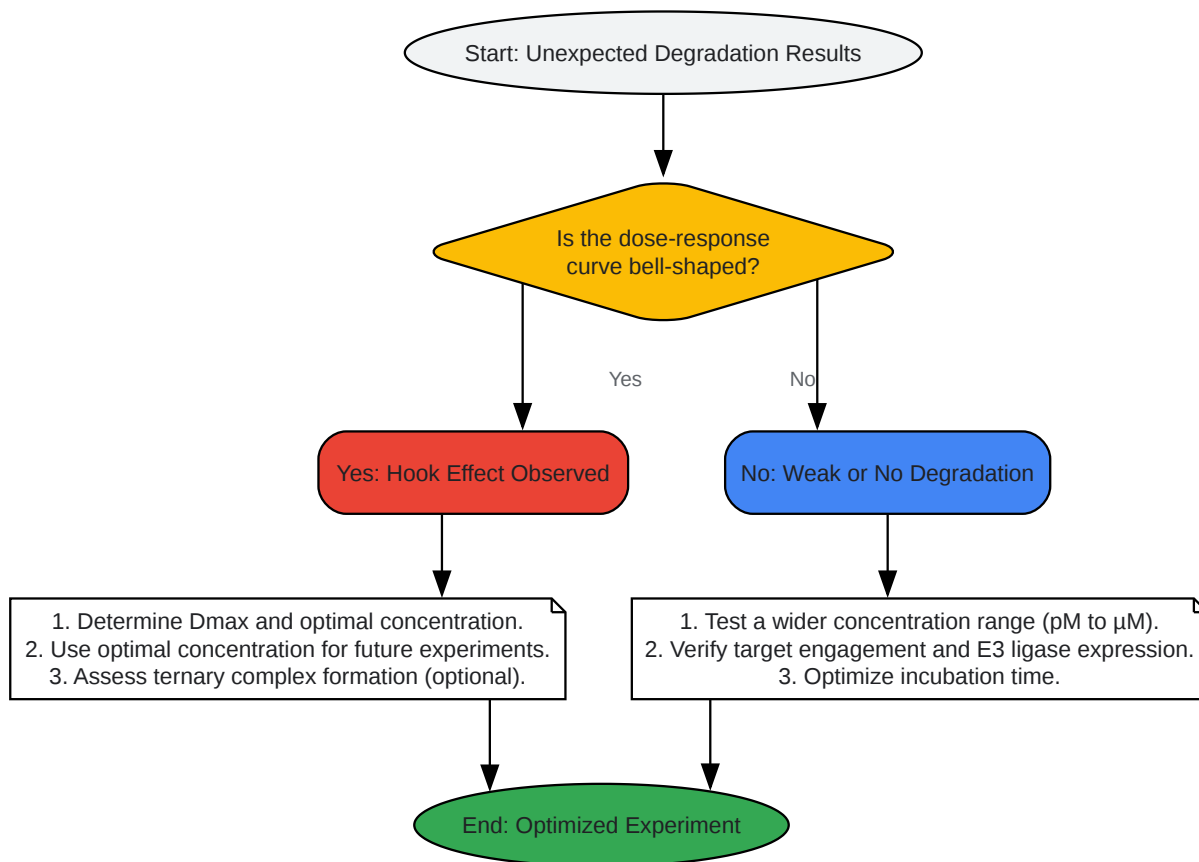 Start: Unexpected Degradation Results
Is the dose-response
curve bell-shaped?
Yes
No
Yes: Hook Effect Observed
No: Weak or No Degradation
1. Determine Dmax and optimal concentration.
2. Use optimal concentration for future experiments.
3. Assess ternary complex formation (optional).
1. Test a wider concentration range (pM to µM).
2. Verify target engagement and E3 ligase expression.
3. Optimize incubation time.
End: Optimized Experiment